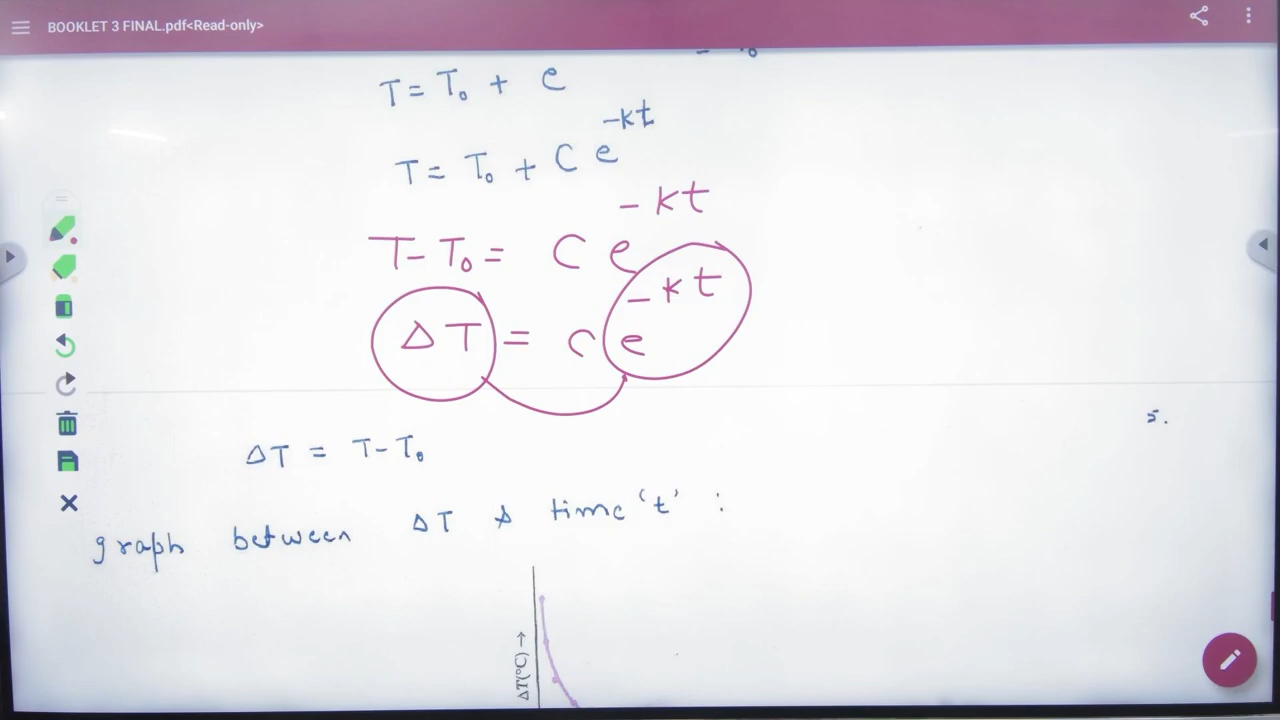 BOOKLET 3 FINAL.pdf<Read-only>
T = T₀ + e
T = T₀ + C e^-kt
T - T₀ = C e^-kt
ΔT = C e^-kt
5.
ΔT = T - T₀
graph between ΔT & time 't' :
ΔT(°C) →